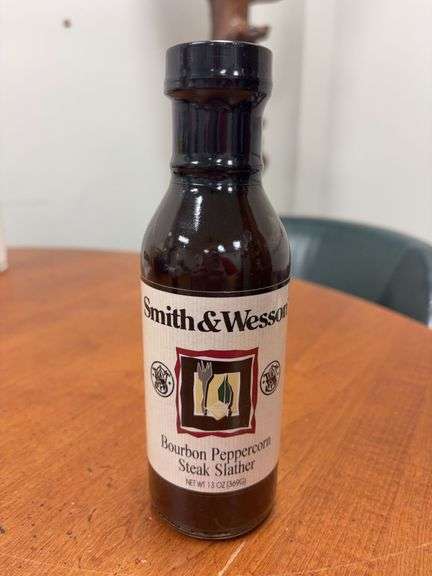 Smith & Wesson
Bourbon Peppercorn
Steak Slather
NET WT 13 OZ (369G)